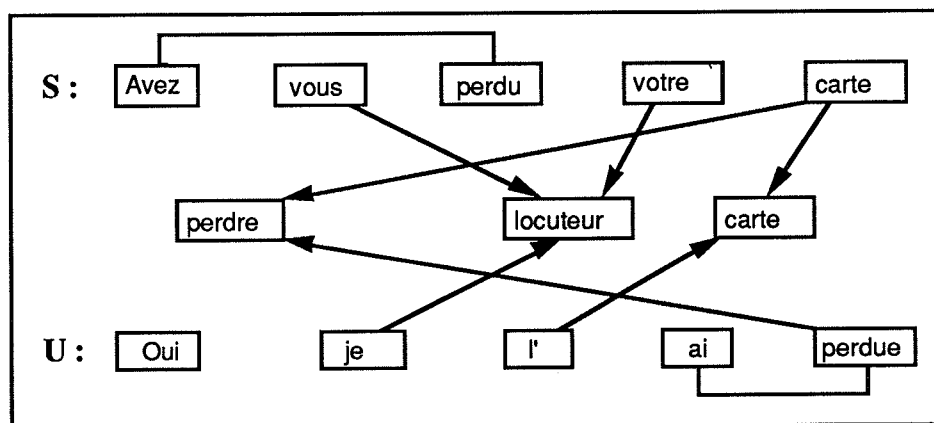 S : Avez vous perdu votre carte
perdre locuteur carte
U : Oui je l' ai perdue